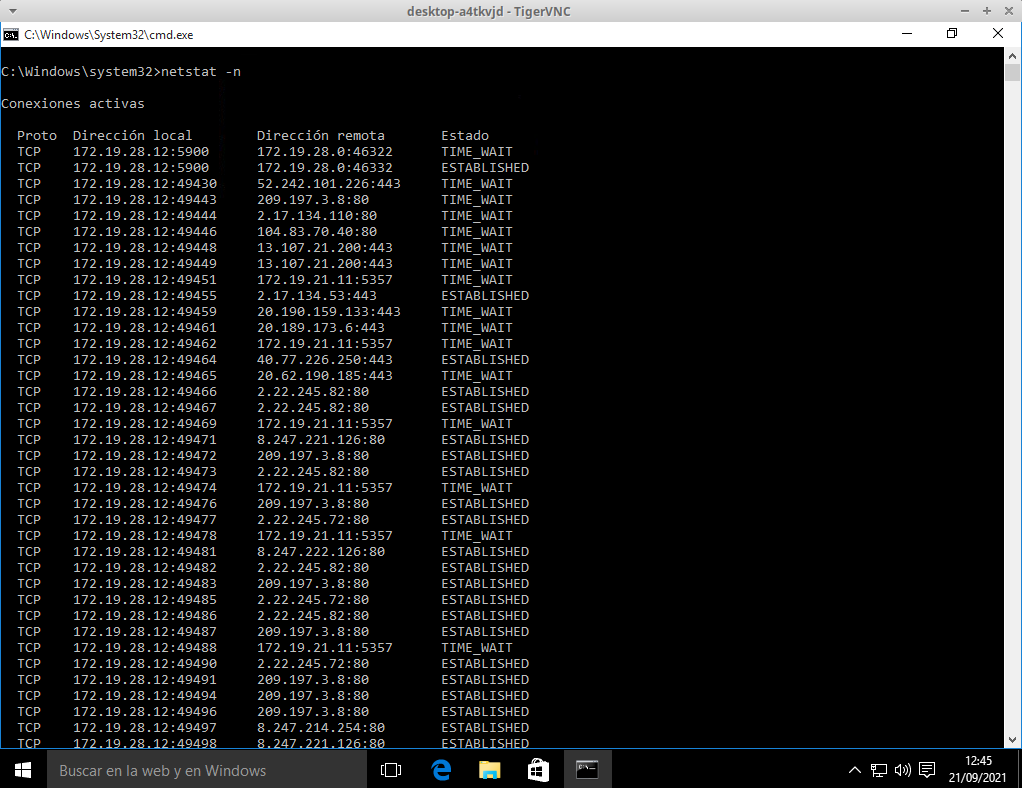 desktop-a4tkvjd - TigerVNC
C:\Windows\System32\cmd.exe
C:\Windows\system32>netstat -n
Conexiones activas
Proto  Dirección local        Dirección remota       Estado
TCP    172.19.28.12:5900      172.19.28.0:46322      TIME_WAIT
TCP    172.19.28.12:5900      172.19.28.0:46332      ESTABLISHED
TCP    172.19.28.12:49430     52.242.101.226:443     TIME_WAIT
TCP    172.19.28.12:49443     209.197.3.8:80         TIME_WAIT
TCP    172.19.28.12:49444     2.17.134.110:80        TIME_WAIT
TCP    172.19.28.12:49446     104.83.70.40:80        TIME_WAIT
TCP    172.19.28.12:49448     13.107.21.200:443      TIME_WAIT
TCP    172.19.28.12:49449     13.107.21.200:443      TIME_WAIT
TCP    172.19.28.12:49451     172.19.21.11:5357      TIME_WAIT
TCP    172.19.28.12:49455     2.17.134.53:443        ESTABLISHED
TCP    172.19.28.12:49459     20.190.159.133:443     TIME_WAIT
TCP    172.19.28.12:49461     20.189.173.6:443       TIME_WAIT
TCP    172.19.28.12:49462     172.19.21.11:5357      TIME_WAIT
TCP    172.19.28.12:49464     40.77.226.250:443      ESTABLISHED
TCP    172.19.28.12:49465     20.62.190.185:443      TIME_WAIT
TCP    172.19.28.12:49466     2.22.245.82:80         ESTABLISHED
TCP    172.19.28.12:49467     2.22.245.82:80         ESTABLISHED
TCP    172.19.28.12:49469     172.19.21.11:5357      TIME_WAIT
TCP    172.19.28.12:49471     8.247.221.126:80       ESTABLISHED
TCP    172.19.28.12:49472     209.197.3.8:80         ESTABLISHED
TCP    172.19.28.12:49473     2.22.245.82:80         ESTABLISHED
TCP    172.19.28.12:49474     172.19.21.11:5357      TIME_WAIT
TCP    172.19.28.12:49476     209.197.3.8:80         ESTABLISHED
TCP    172.19.28.12:49477     2.22.245.72:80         ESTABLISHED
TCP    172.19.28.12:49478     172.19.21.11:5357      TIME_WAIT
TCP    172.19.28.12:49481     8.247.222.126:80       ESTABLISHED
TCP    172.19.28.12:49482     2.22.245.82:80         ESTABLISHED
TCP    172.19.28.12:49483     209.197.3.8:80         ESTABLISHED
TCP    172.19.28.12:49485     2.22.245.72:80         ESTABLISHED
TCP    172.19.28.12:49486     2.22.245.82:80         ESTABLISHED
TCP    172.19.28.12:49487     209.197.3.8:80         ESTABLISHED
TCP    172.19.28.12:49488     172.19.21.11:5357      TIME_WAIT
TCP    172.19.28.12:49490     2.22.245.72:80         ESTABLISHED
TCP    172.19.28.12:49491     209.197.3.8:80         ESTABLISHED
TCP    172.19.28.12:49494     209.197.3.8:80         ESTABLISHED
TCP    172.19.28.12:49496     209.197.3.8:80         ESTABLISHED
TCP    172.19.28.12:49497     8.247.214.254:80       ESTABLISHED
TCP    172.19.28.12:49498     8.247.221.126:80       ESTABLISHED
Buscar en la web y en Windows
12:45
21/09/2021